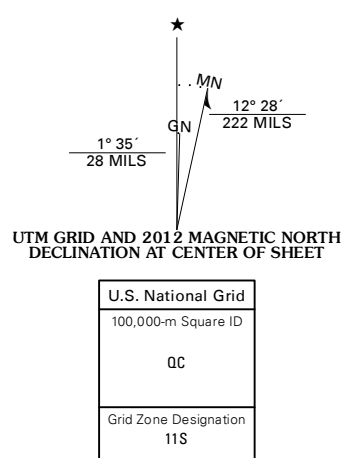 ★
MN
GN
12° 28´
222 MILS
1° 35´
28 MILS
UTM GRID AND 2012 MAGNETIC NORTH
DECLINATION AT CENTER OF SHEET
U.S. National Grid
100,000-m Square ID
QC
Grid Zone Designation
11S